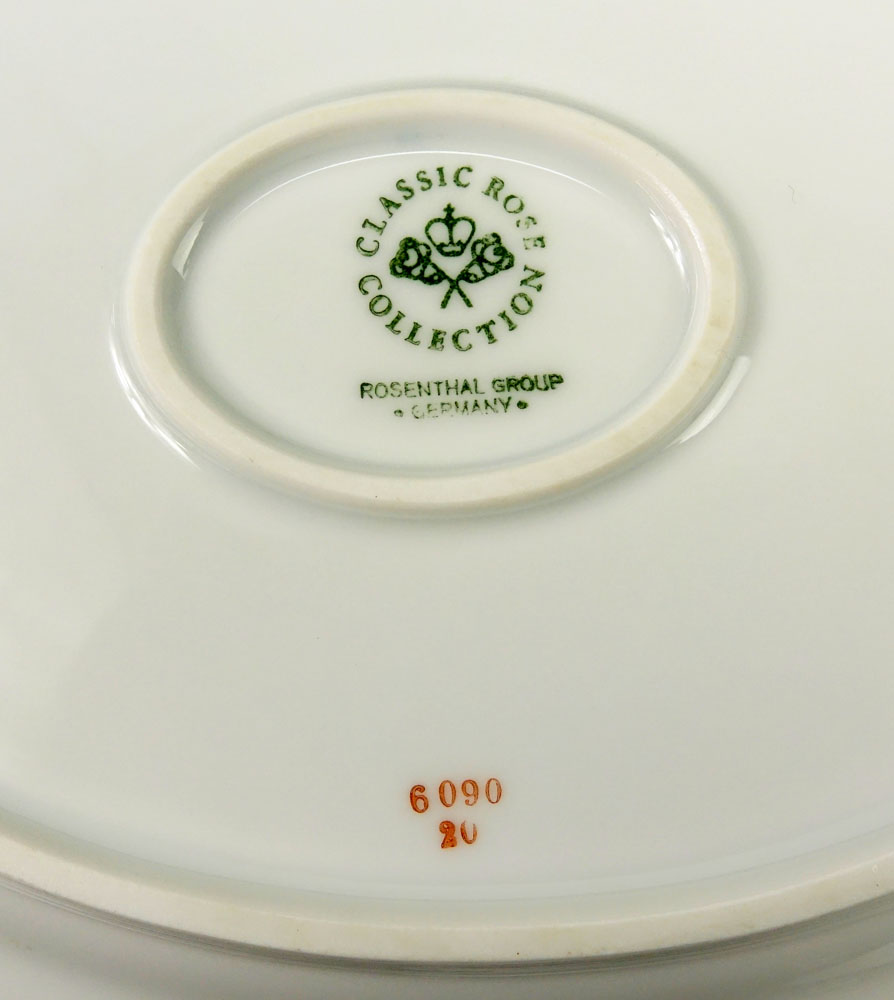 CLASSIC ROSE
COLLECTION
ROSENTHAL GROUP
• GERMANY •
6090
20